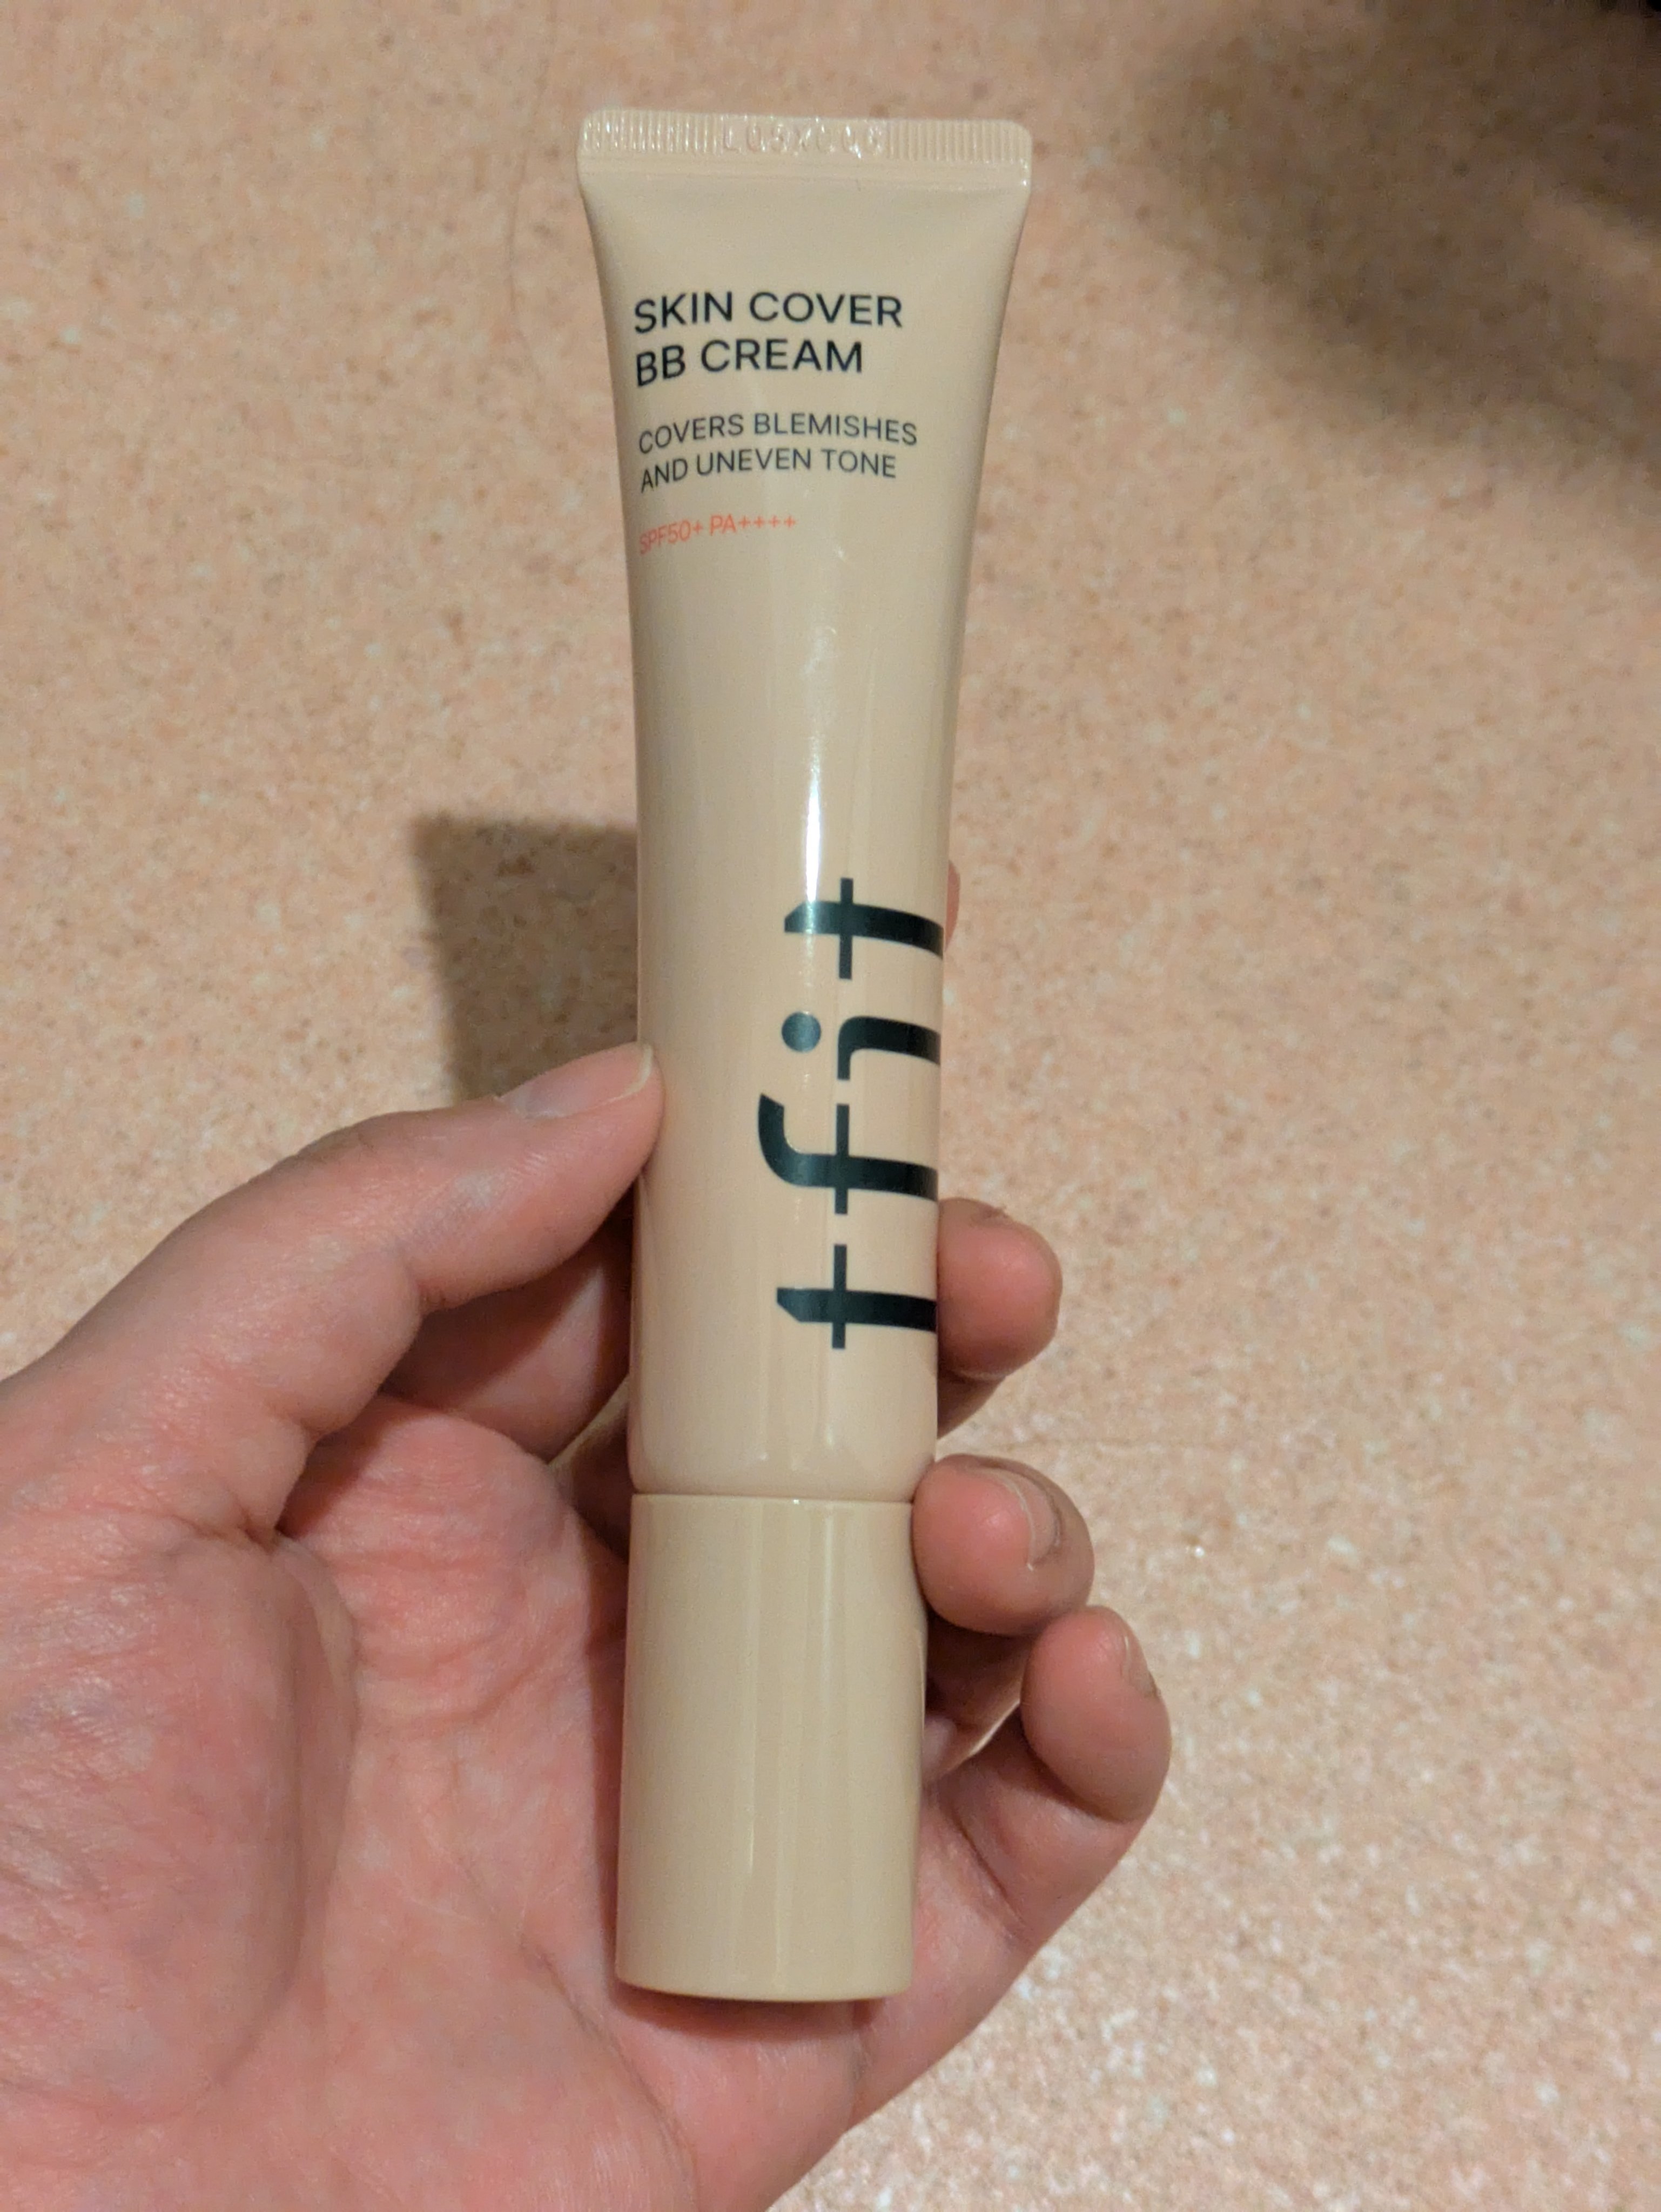 SKIN COVER
BB CREAM
COVERS BLEMISHES
AND UNEVEN TONE
SPF50+ PA++++
tfit